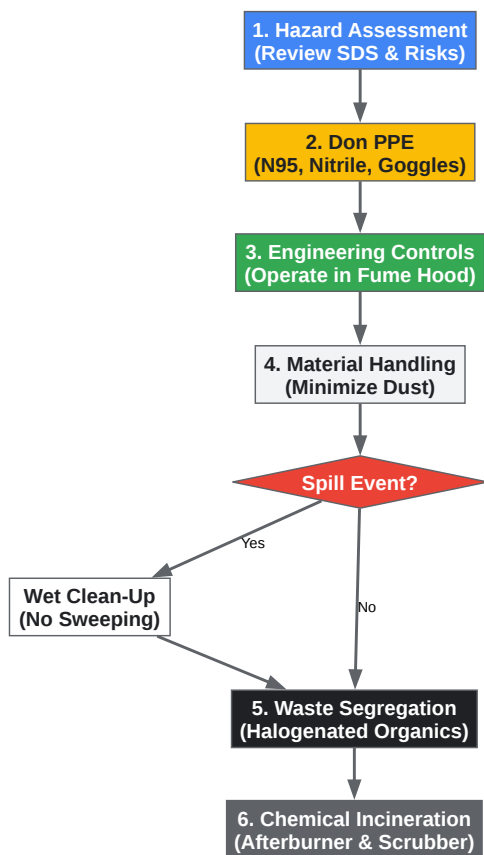 1. Hazard Assessment
(Review SDS & Risks)
2. Don PPE
(N95, Nitrile, Goggles)
3. Engineering Controls
(Operate in Fume Hood)
4. Material Handling
(Minimize Dust)
Spill Event?
Yes
Wet Clean-Up
(No Sweeping)
No
5. Waste Segregation
(Halogenated Organics)
6. Chemical Incineration
(Afterburner & Scrubber)